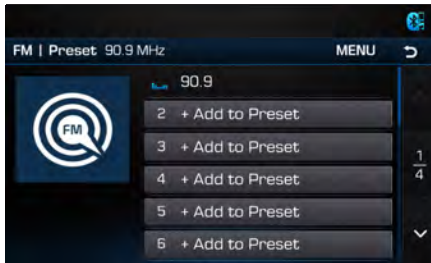 FM | Preset 90.9 MHz MENU
90.9
FM
2 + Add to Preset
3 + Add to Preset
4 + Add to Preset
5 + Add to Preset
6 + Add to Preset
1
4